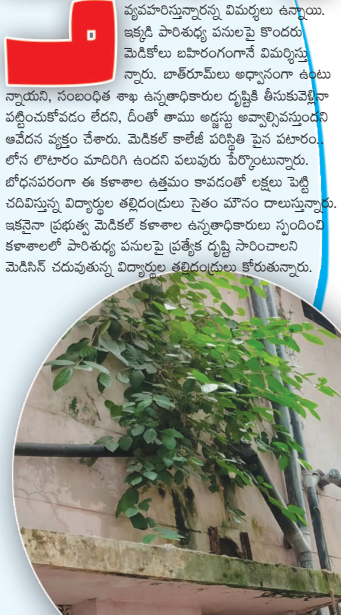 వ్యవహరిస్తున్నారన్న విమర్శలు ఉన్నాయి.
ఇక్కడి పారిశుధ్య పనులపై కొందరు
మెడికోలు బహిరంగంగానే విమర్శిస్తు
న్నారు. బాత్‌రూమ్‌లు అధ్వానంగా ఉంటు
న్నాయని, సంబంధిత శాఖ ఉన్నతాధికారుల దృష్టికి తీసుకువెళ్లినా
పట్టించుకోవడం లేదని, దీంతో తాము అడ్జస్టు అవ్వాల్సివస్తుందని
ఆవేదన వ్యక్తం చేశారు. మెడికల్ కాలేజీ పరిస్థితి పైన పటారం..
లోన లొటారం మాదిరిగి ఉందని పలువురు పేర్కొంటున్నారు.
బోధనపరంగా ఈ కళాశాల ఉత్తమం కావడంతో లక్షలు పెట్టి
చదివిస్తున్న విద్యార్థుల తల్లిదండ్రులు సైతం మౌనం దాలుస్తున్నారు.
ఇకనైనా ప్రభుత్వ మెడికల్ కళాశాల ఉన్నతాధికారులు స్పందించి
కళాశాలలో పారిశుధ్య పనులపై ప్రత్యేక దృష్టి సారించాలని
మెడిసిన్ చదువుతున్న విద్యార్థుల తల్లిదండ్రులు కోరుతున్నారు.